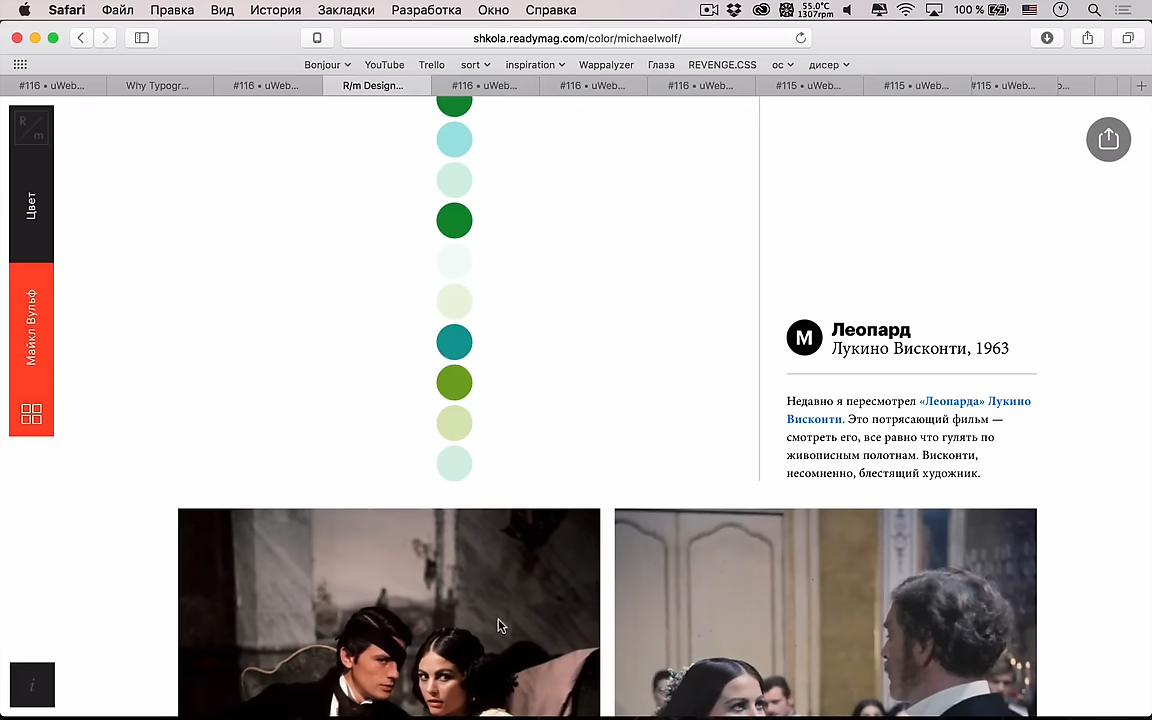 Safari Файл Правка Вид История Закладки Разработка Окно Справка 55.0°C 1307rpm 100 %
shkola.readymag.com/color/michaelwolf/
Bonjour YouTube Trello sort inspiration Wappalyzer Глаза REVENGE.CSS ос дисер
#116 • uWeb... Why Typogr... #116 • uWeb... R/m Design... #116 • uWeb... #116 • uWeb... #116 • uWeb... #115 • uWeb... #115 • uWeb... #115 • uWeb...
R/m
Цвет
Майкл Вульф
M
Леопард
Лукино Висконти, 1963
Недавно я пересмотрел «Леопарда» Лукино
Висконти. Это потрясающий фильм —
смотреть его, все равно что гулять по
живописным полотнам. Висконти,
несомненно, блестящий художник.
i